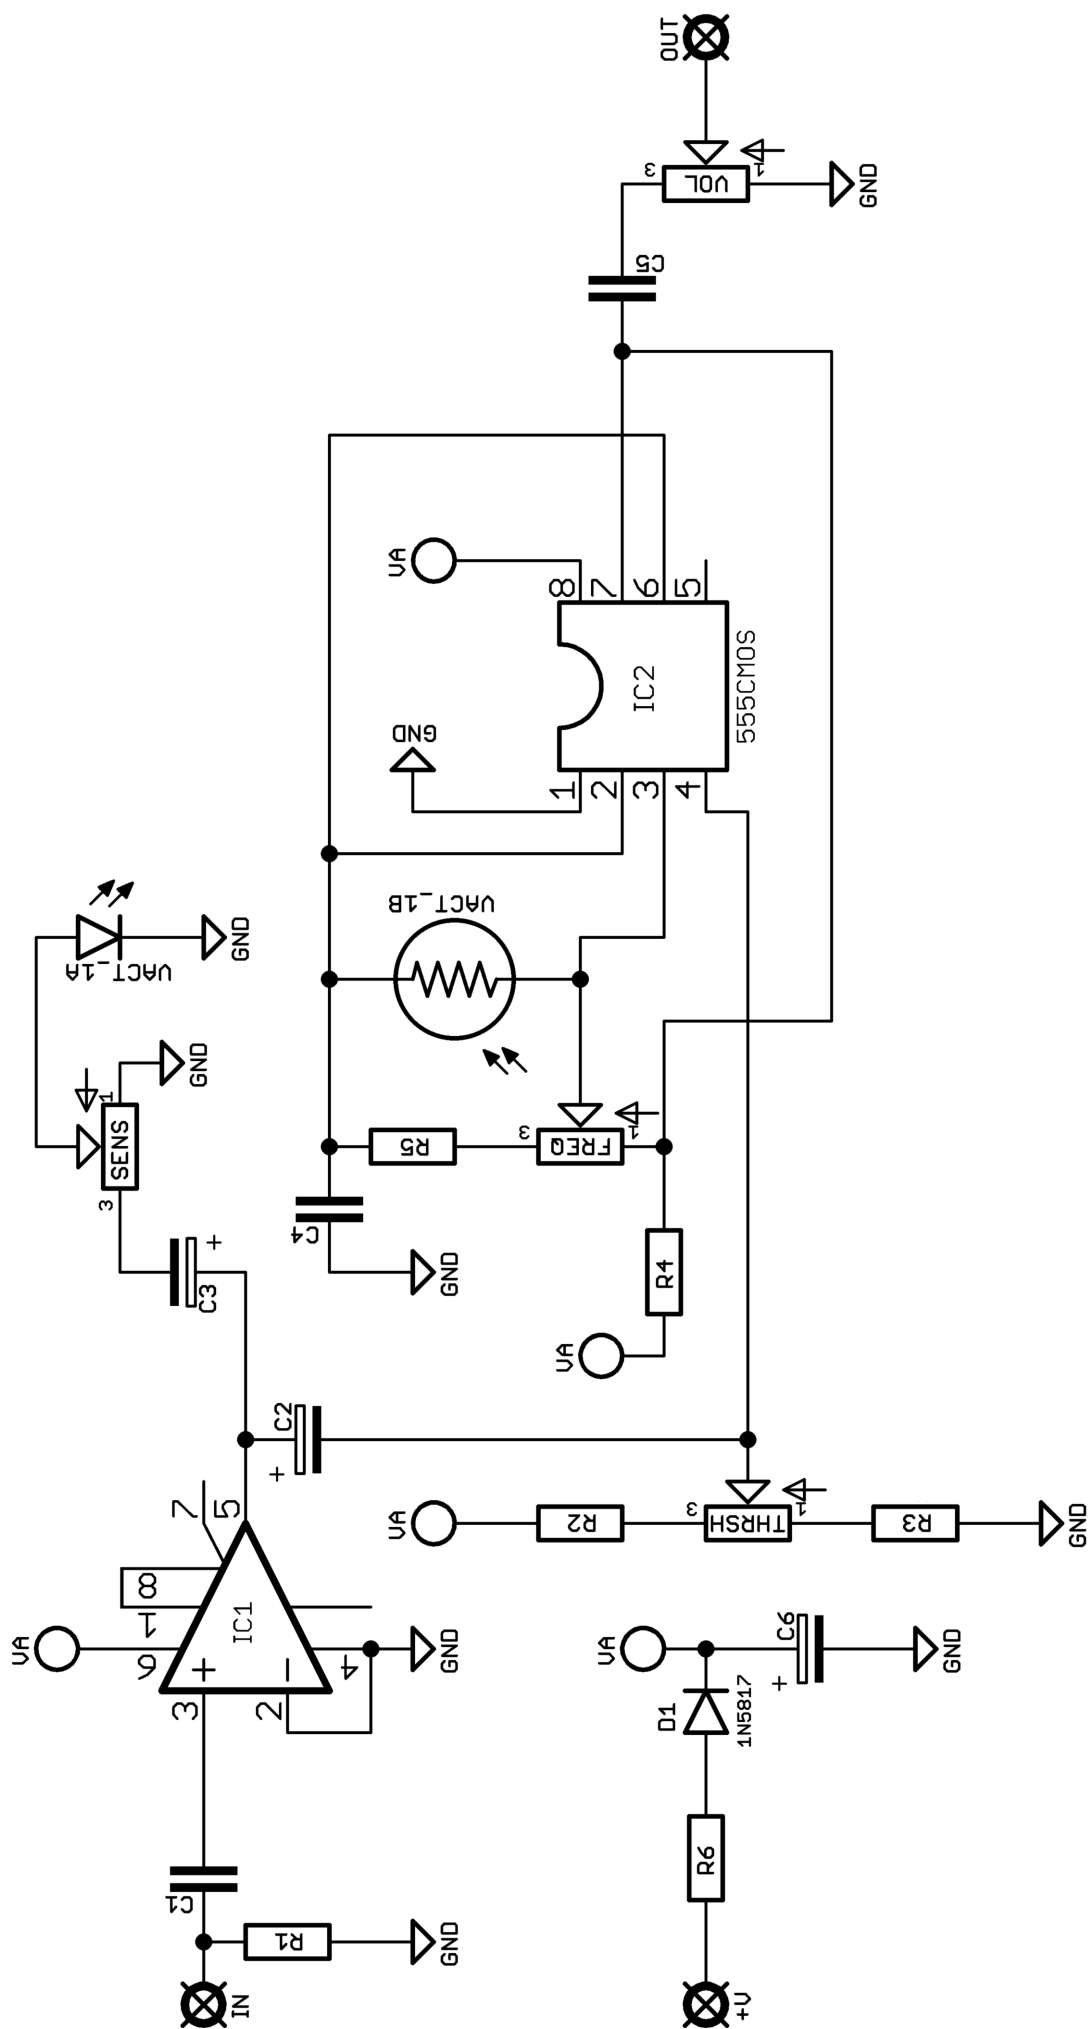 OUT
3
VOL
1
GND
C5
VA
8
7
6
5
IC2
555CMOS
GND
1
2
3
4
VACT_1A
GND
VACT_1B
1
SENS
3
GND
R5
3
FREQ
1
C4
GND
+
C3
R4
VA
C2
+
7
5
8
1
6
IC1
VA
+
-
3
2
4
GND
VA
R2
3
THRSH
1
R3
GND
VA
C6
+
GND
D1
1N5817
R6
+V
C1
R1
GND
IN